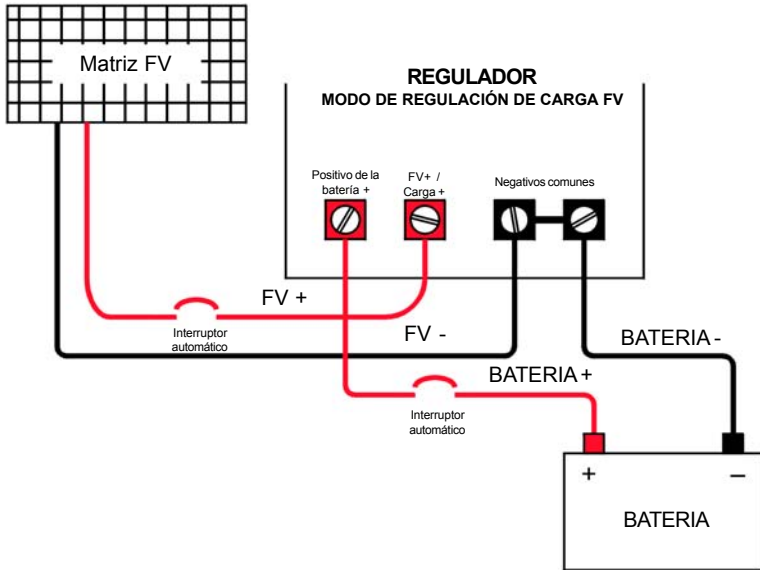 Matriz FV
REGULADOR
MODO DE REGULACIÓN DE CARGA FV
Positivo de la
batería +
FV+ /
Carga +
Negativos comunes
FV +
Interruptor
automático
FV -
BATERIA -
BATERIA +
Interruptor
automático
+
–
BATERIA